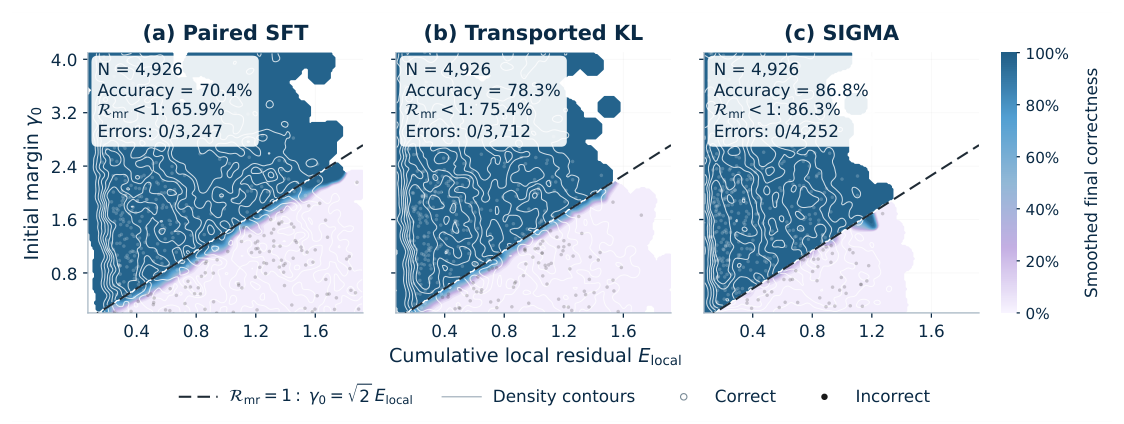 (a) Paired SFT
(b) Transported KL
(c) SIGMA
N = 4,926
Accuracy = 70.4%
ℛmr < 1: 65.9%
Errors: 0/3,247
N = 4,926
Accuracy = 78.3%
ℛmr < 1: 75.4%
Errors: 0/3,712
N = 4,926
Accuracy = 86.8%
ℛmr < 1: 86.3%
Errors: 0/4,252
Initial margin γ₀
4.0
3.2
2.4
1.6
0.8
0.4 0.8 1.2 1.6
0.4 0.8 1.2 1.6
0.4 0.8 1.2 1.6
Cumulative local residual E_local
100%
80%
60%
40%
20%
0%
Smoothed final correctness
ℛmr = 1: γ₀ = √2 E_local
Density contours
Correct
Incorrect